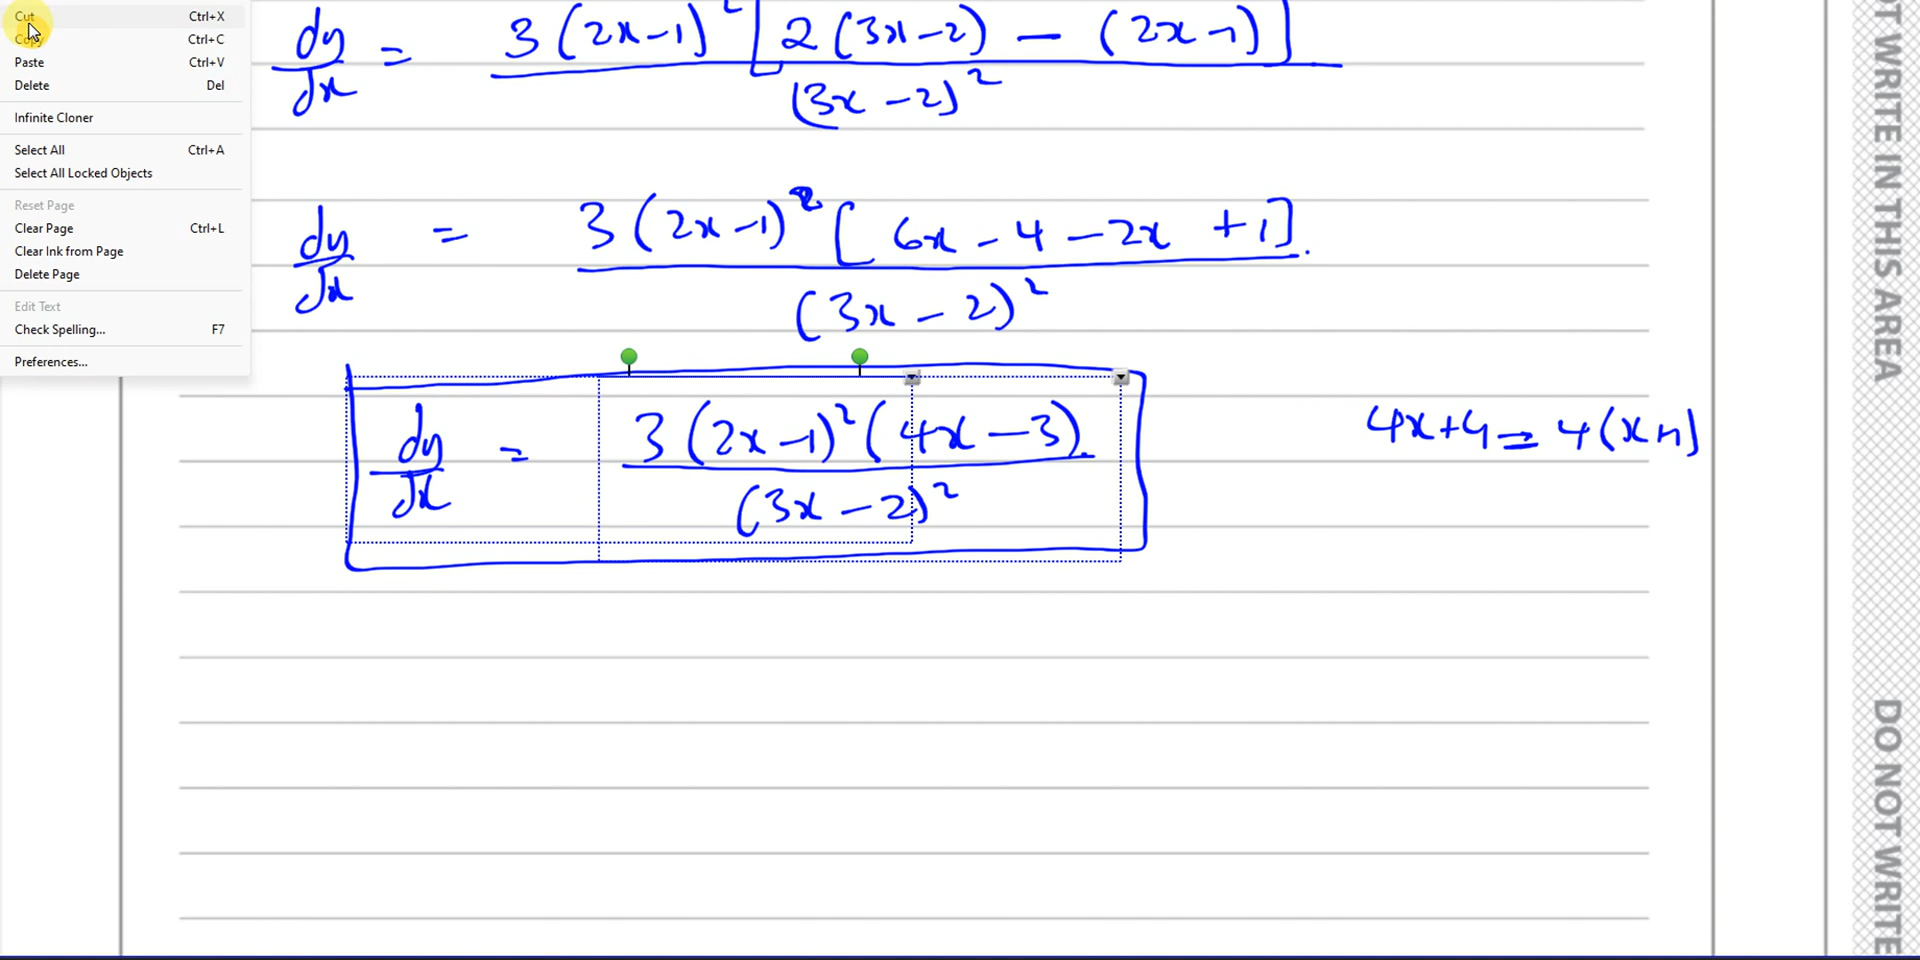 Cut Ctrl+X
Copy Ctrl+C
Paste Ctrl+V
Delete Del
Infinite Cloner
Select All Ctrl+A
Select All Locked Objects
Reset Page
Clear Page Ctrl+L
Clear Ink from Page
Delete Page
Edit Text
Check Spelling... F7
Preferences...
dy/dx = 3(2x-1)²[2(3x-2) - (2x-1)] / (3x-2)²
dy/dx = 3(2x-1)²[6x-4-2x+1]. / (3x-2)²
dy/dx = 3(2x-1)²(4x-3). / (3x-2)²
4x+4 = 4(x+1)
OT WRITE IN THIS AREA
DO NOT WRITE